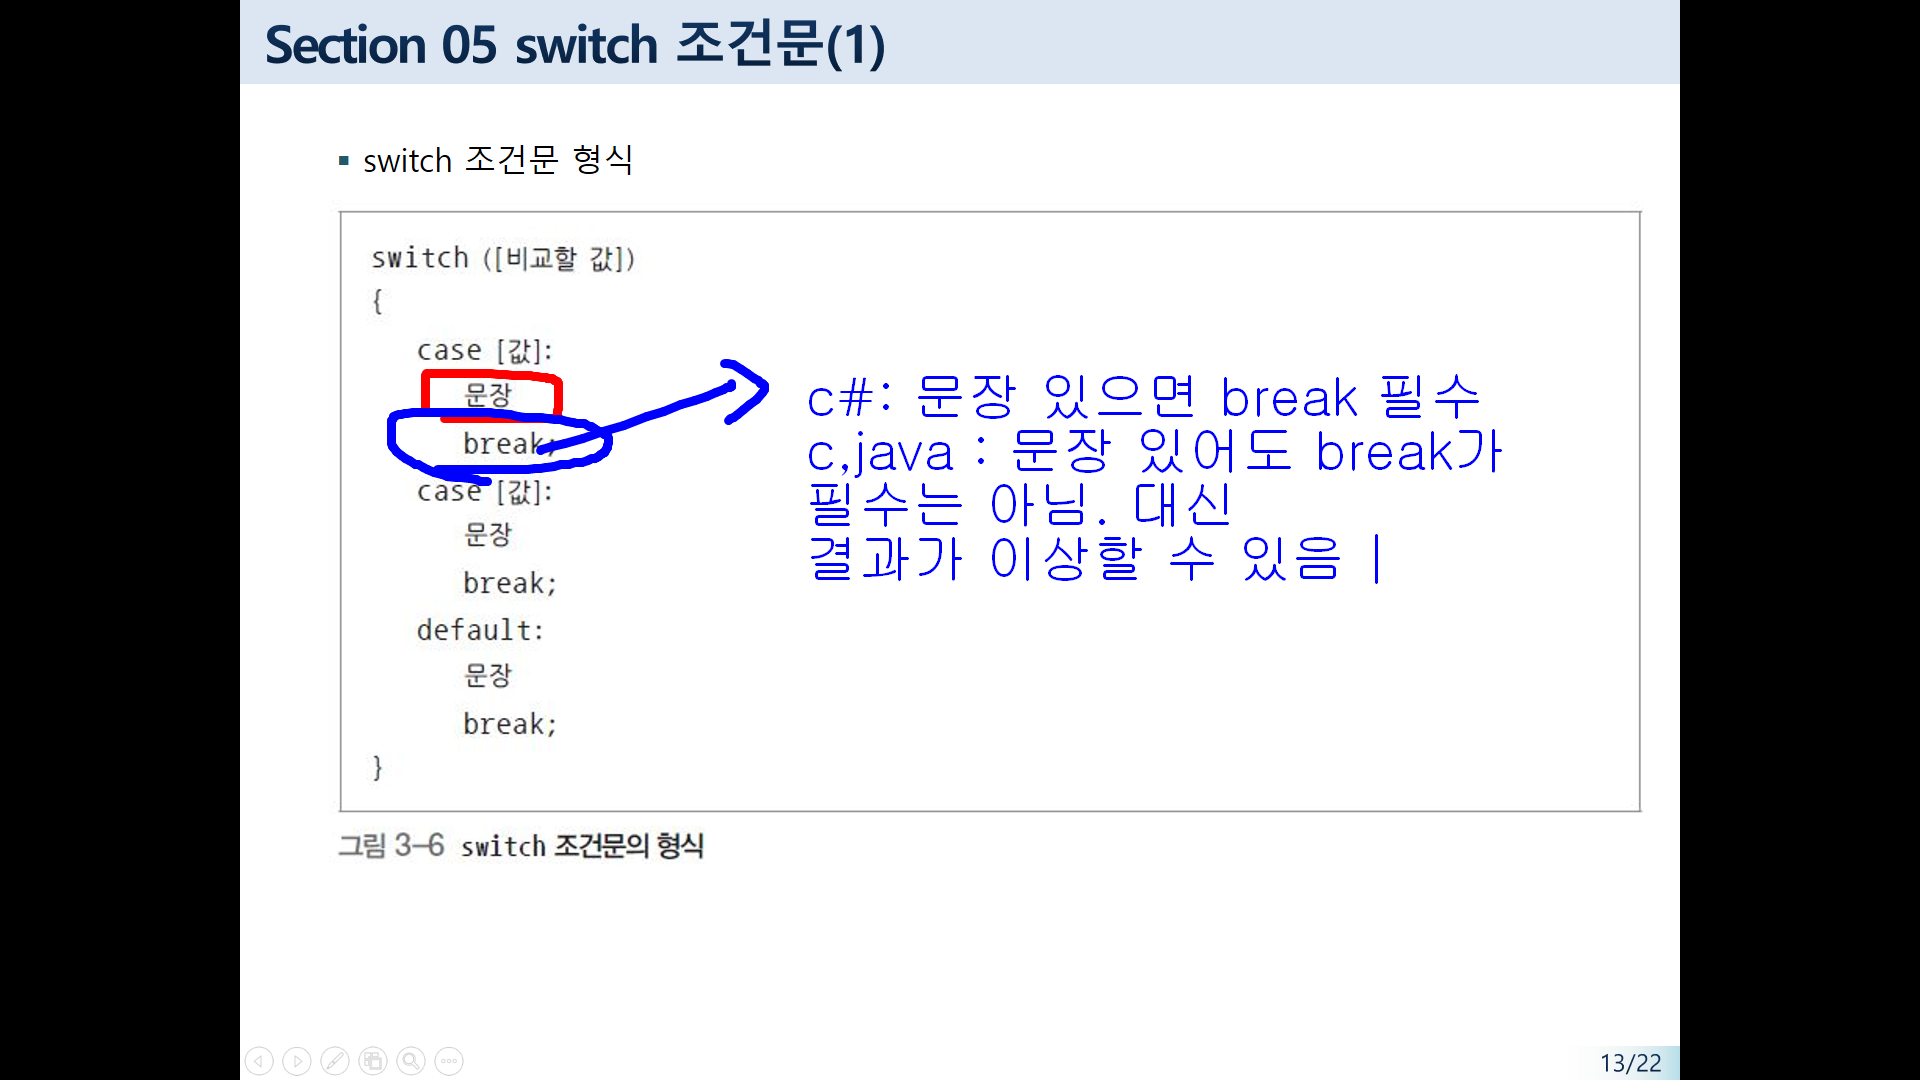 Section 05 switch 조건문(1)
▪ switch 조건문 형식
switch ([비교할 값])
{
case [값]:
문장
break;
case [값]:
문장
break;
default:
문장
break;
}
c#: 문장 있으면 break 필수
c,java : 문장 있어도 break가
필수는 아님. 대신
결과가 이상할 수 있음
그림 3-6 switch 조건문의 형식
13/22